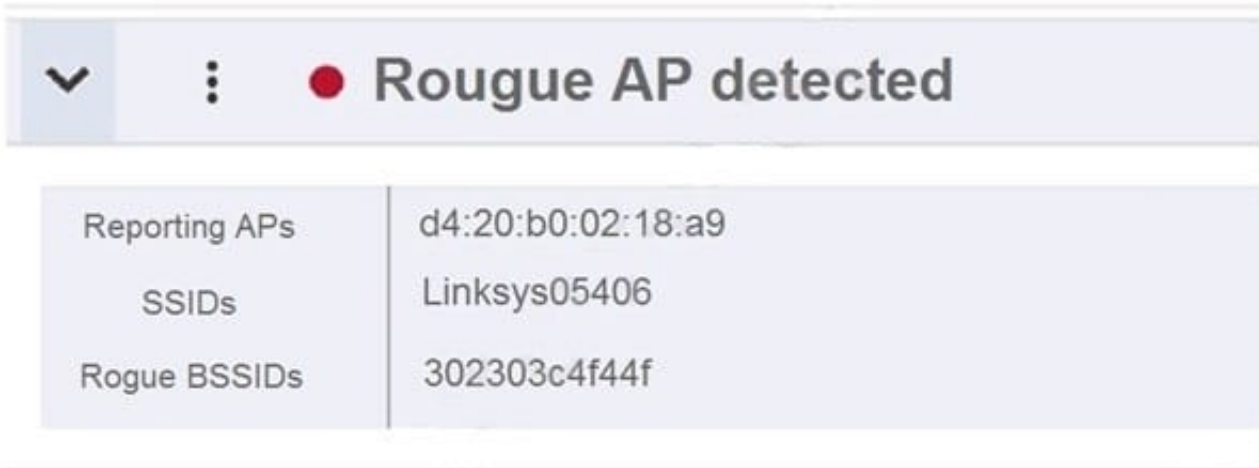 Rougue AP detected
Reporting APs d4:20:b0:02:18:a9
SSIDs Linksys05406
Rogue BSSIDs 302303c4f44f